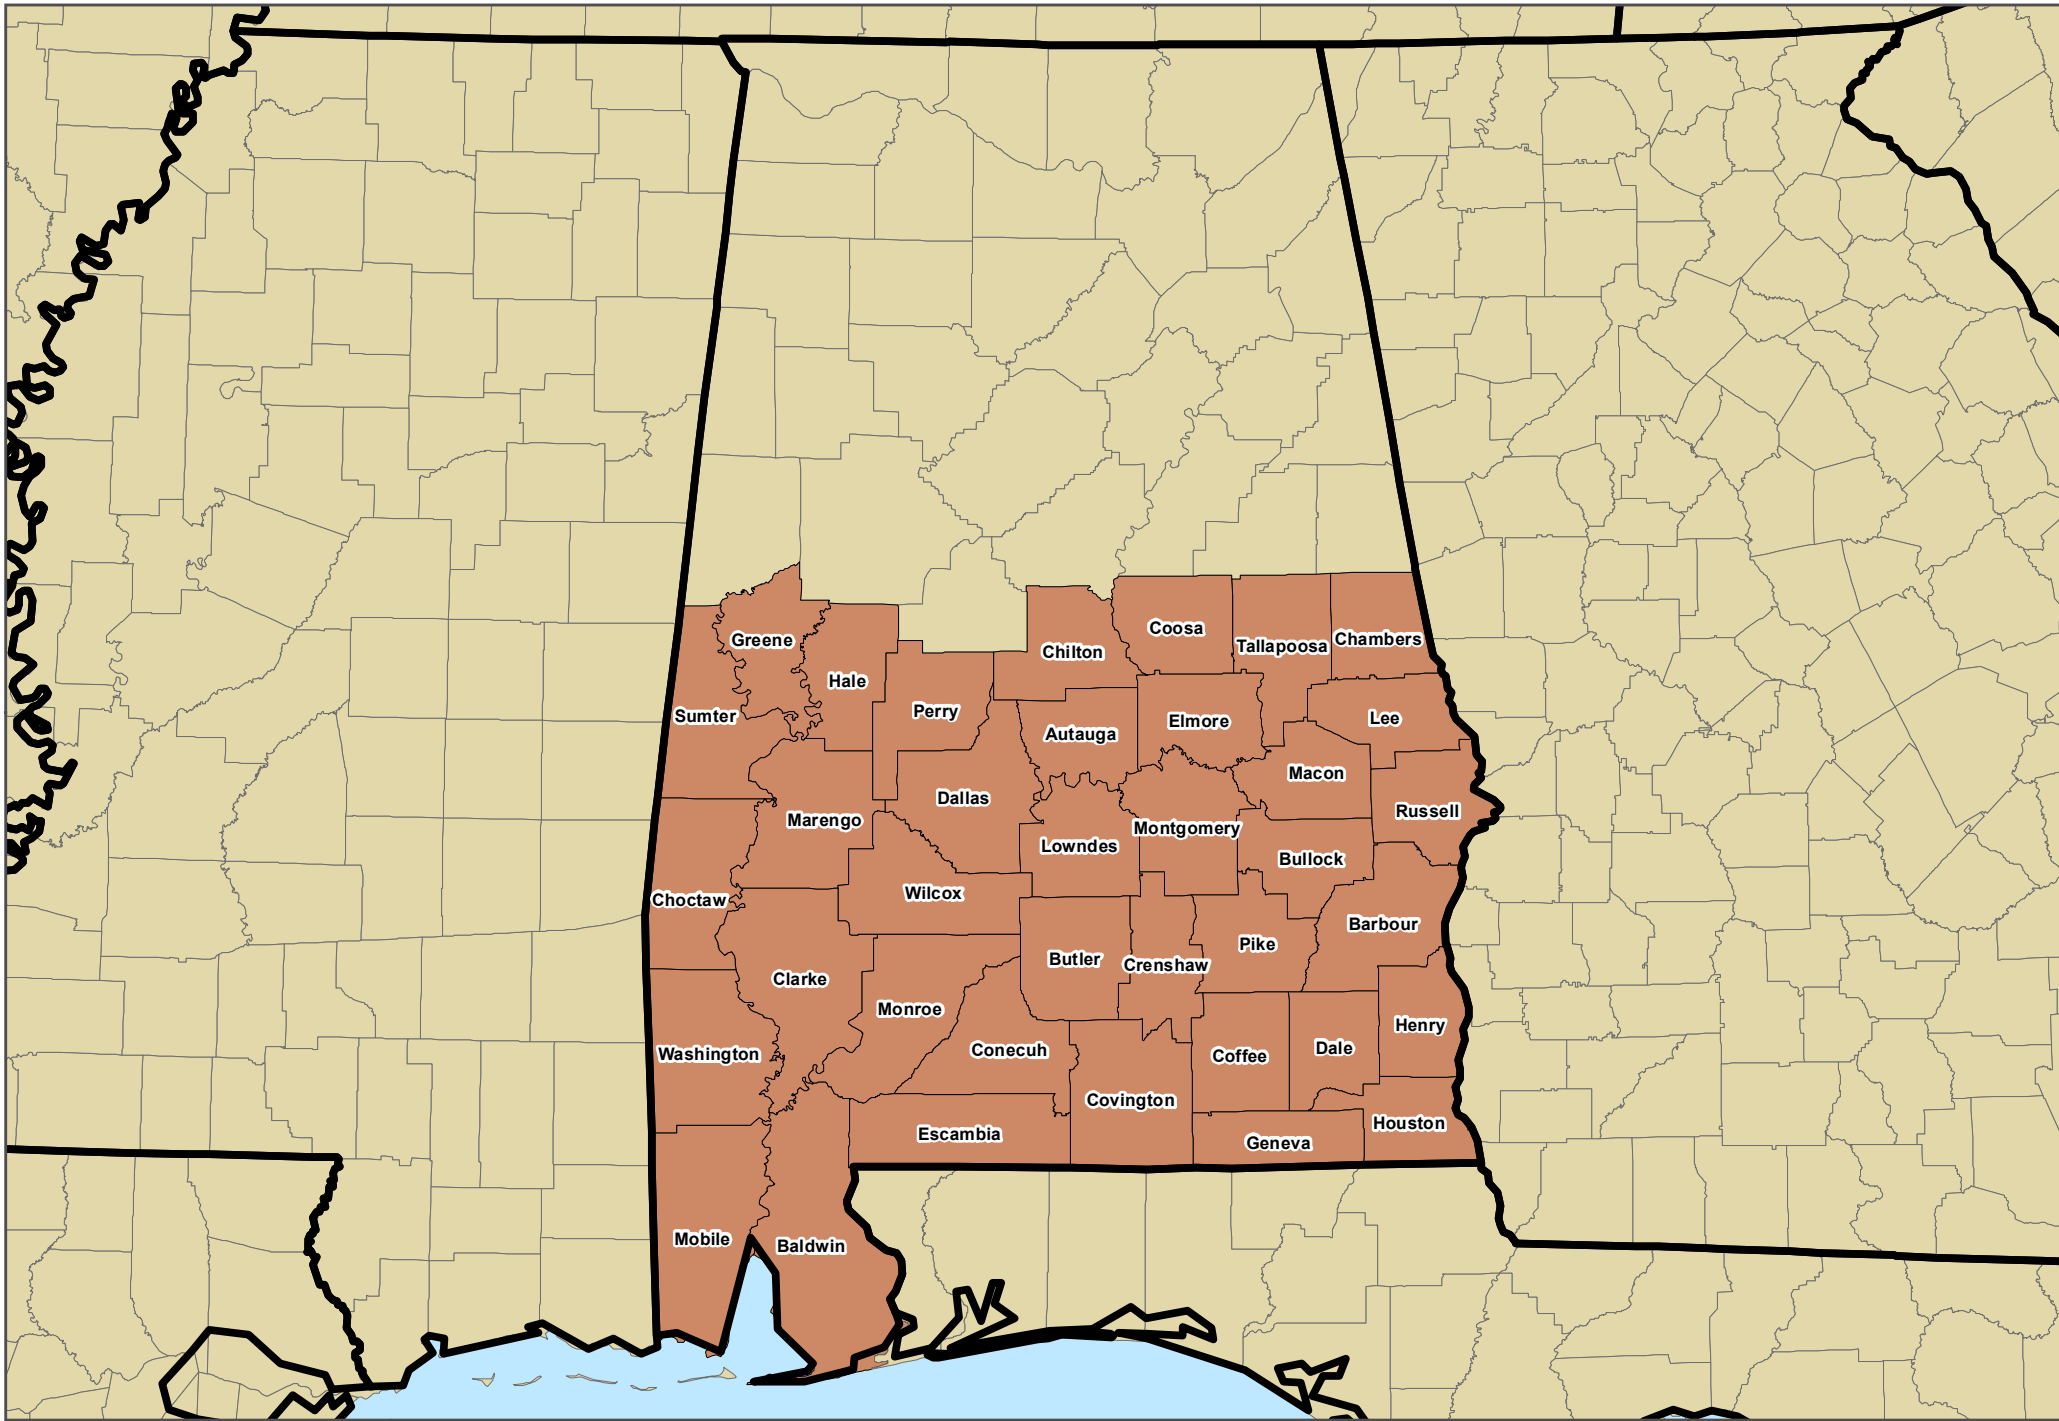 Greene
Coosa
Chambers
Tallapoosa
Chilton
Hale
Sumter
Perry
Elmore
Lee
Autauga
Macon
Dallas
Russell
Marengo
Montgomery
Lowndes
Bullock
Wilcox
Choctaw
Barbour
Pike
Butler
Crenshaw
Clarke
Monroe
Henry
Conecuh
Dale
Coffee
Washington
Covington
Houston
Escambia
Geneva
Mobile
Baldwin